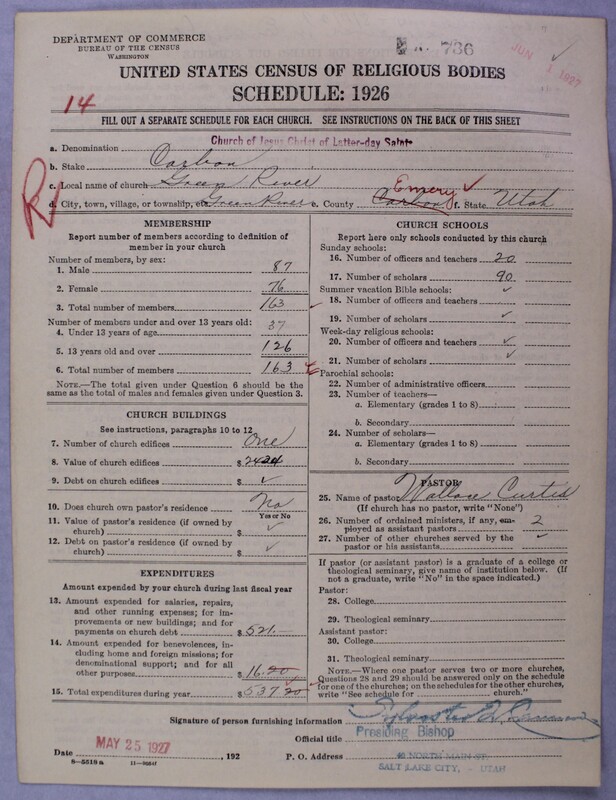 DEPARTMENT OF COMMERCE
BUREAU OF THE CENSUS
WASHINGTON
736
JUN 1 1927
UNITED STATES CENSUS OF RELIGIOUS BODIES
SCHEDULE: 1926
14
FILL OUT A SEPARATE SCHEDULE FOR EACH CHURCH. SEE INSTRUCTIONS ON THE BACK OF THIS SHEET
a. Denomination Church of Jesus Christ of Latter-day Saints
b. Stake Carbon
c. Local name of church Green River
d. City, town, village, or township, Green River e. County Carbon Emery f. State Utah
R
MEMBERSHIP
Report number of members according to definition of
member in your church
Number of members, by sex:
1. Male 87
2. Female 76
3. Total number of members 163
Number of members under and over 13 years old:
4. Under 13 years of age 37
5. 13 years old and over 126
6. Total number of members 163
NOTE.—The total given under Question 6 should be
the same as the total of males and females given under Question 3.
CHURCH BUILDINGS
See instructions, paragraphs 10 to 12
7. Number of church edifices One
8. Value of church edifices $ 2424
9. Debt on church edifices $ ✓
10. Does church own pastor's residence? No
Yes or No
11. Value of pastor's residence (if owned by
church) $ ✓
12. Debt on pastor's residence (if owned by
church) $ ✓
EXPENDITURES
Amount expended by your church during last fiscal year
13. Amount expended for salaries, repairs,
and other running expenses; for im-
provements or new buildings; and for
payments on church debt $ 521.—
14. Amount expended for benevolences,
including home and foreign missions; for
denominational support; and for all
other purposes $ 16.20
15. Total expenditures during year $ 537.20
CHURCH SCHOOLS
Report here only schools conducted by this church
Sunday schools:
16. Number of officers and teachers 20
17. Number of scholars 90
Summer vacation Bible schools:
18. Number of officers and teachers ✓
19. Number of scholars ✓
Week-day religious schools:
20. Number of officers and teachers ✓
21. Number of scholars ✓
Parochial schools:
22. Number of administrative officers
23. Number of teachers—
a. Elementary (grades 1 to 8)
b. Secondary
24. Number of scholars—
a. Elementary (grades 1 to 8)
b. Secondary
PASTOR
25. Name of pastor Wallace Curtis
(If church has no pastor, write "None")
26. Number of ordained ministers, if any, em-
ployed as assistant pastors 2
27. Number of other churches served by the
pastor or his assistants ✓
If pastor (or assistant pastor) is a graduate of a college or
theological seminary, give name of institution below. (If
not a graduate, write "No" in the space indicated.)
Pastor:
28. College
29. Theological seminary
Assistant pastor:
30. College
31. Theological seminary
NOTE.—Where one pastor serves two or more churches,
Questions 28 and 29 should be answered only on the schedule
for one of the churches; on the schedules for the other churches,
write "See schedule for church."
Signature of person furnishing information Sylvester Q. Cannon
Official title Presiding Bishop
Date MAY 25 1927, 192 P. O. Address 40 NORTH MAIN ST.
SALT LAKE CITY, - UTAH
8—5518 a